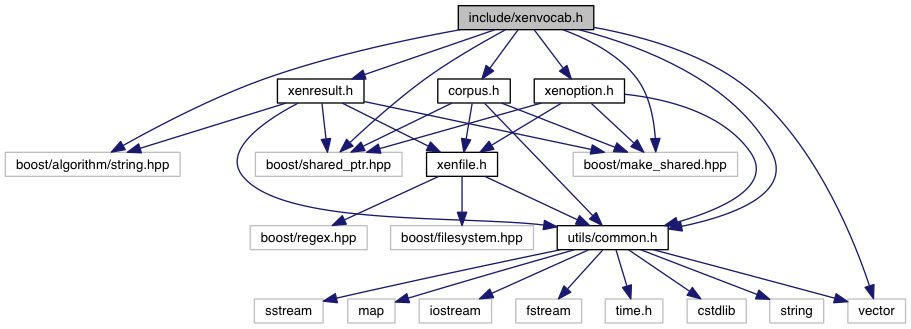 include/xenvocab.h
xenresult.h
corpus.h
xenoption.h
boost/algorithm/string.hpp
boost/shared_ptr.hpp
xenfile.h
boost/make_shared.hpp
boost/regex.hpp
boost/filesystem.hpp
utils/common.h
sstream
map
iostream
fstream
time.h
cstdlib
string
vector